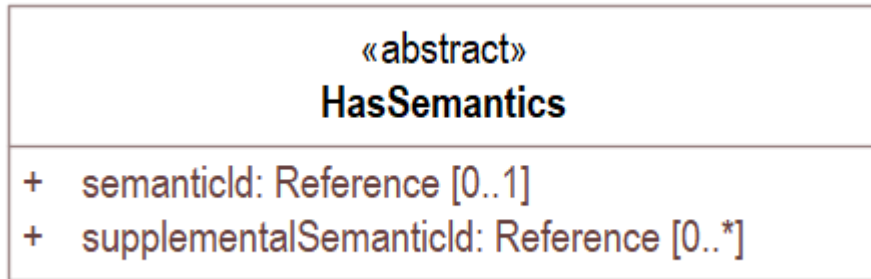 «abstract»
HasSemantics
+ semanticId: Reference [0..1]
+ supplementalSemanticId: Reference [0..*]